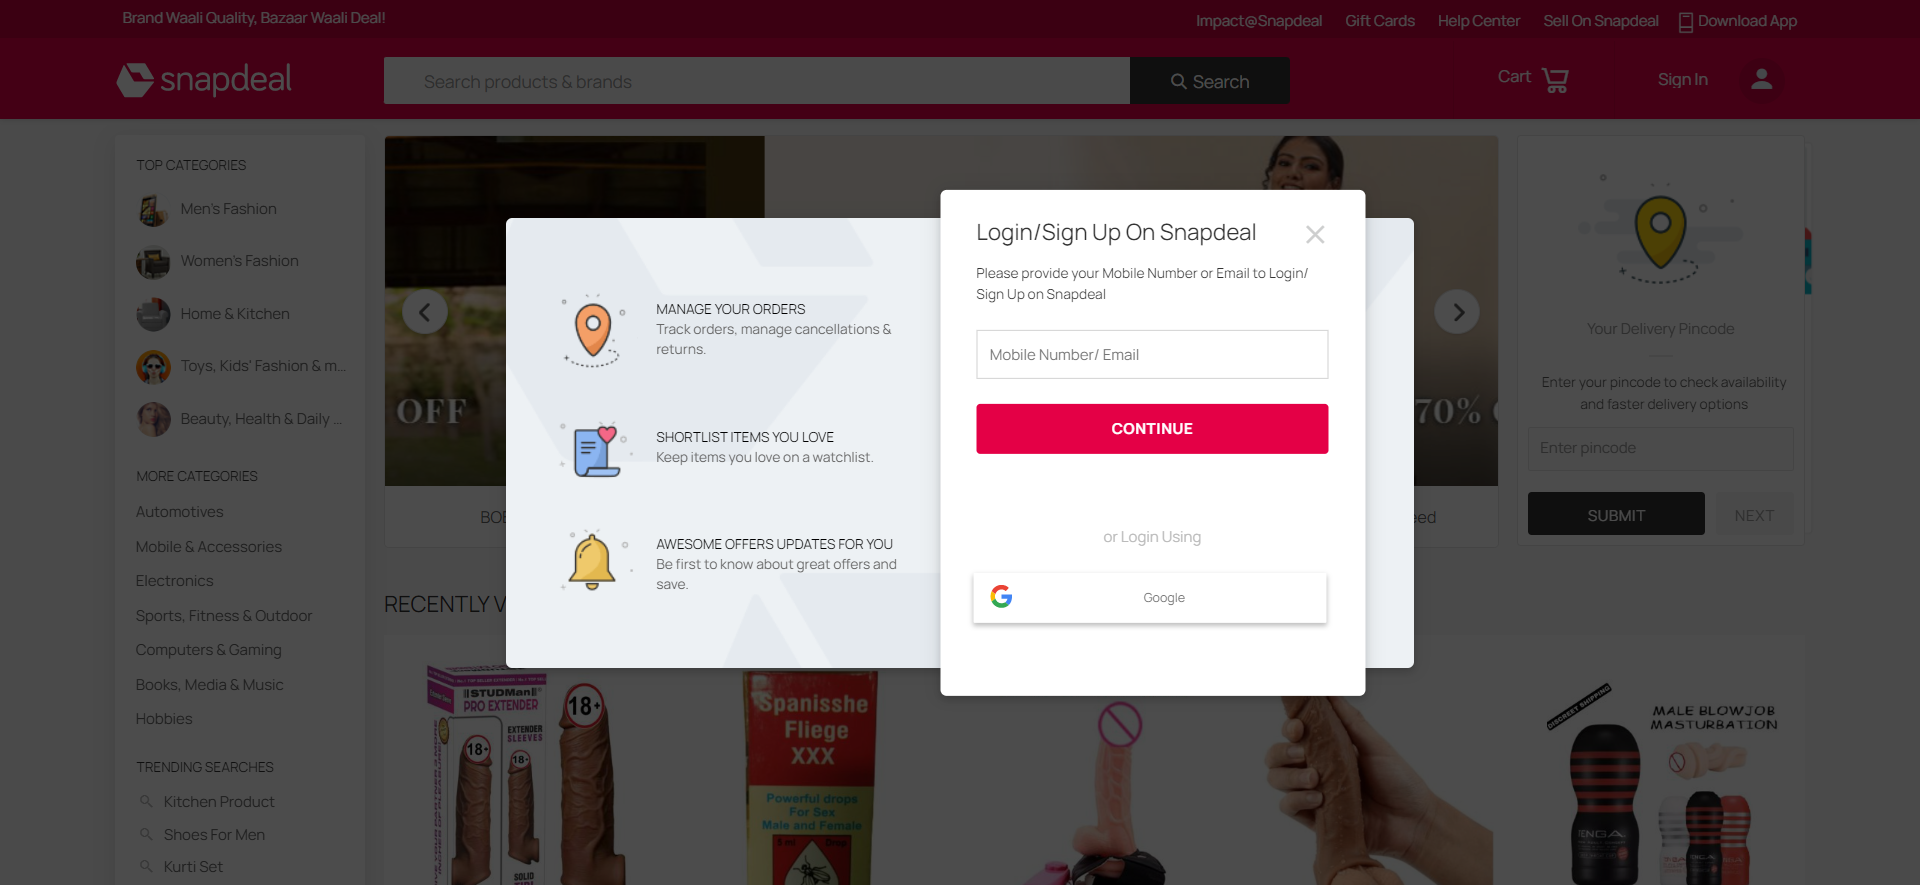 Brand Waali Quality, Bazaar Waali Deal!
Impact@Snapdeal
Gift Cards
Help Center
Sell On Snapdeal
Download App
snapdeal
Search products & brands
Search
Cart
Sign In
TOP CATEGORIES
Men's Fashion
Women's Fashion
Home & Kitchen
Toys, Kids' Fashion & m...
Beauty, Health & Daily ...
MORE CATEGORIES
Automotives
Mobile & Accessories
Electronics
Sports, Fitness & Outdoor
Computers & Gaming
Books, Media & Music
Hobbies
TRENDING SEARCHES
Kitchen Product
Shoes For Men
Kurti Set
OFF
70%
MANAGE YOUR ORDERS
Track orders, manage cancellations &
returns.
SHORTLIST ITEMS YOU LOVE
Keep items you love on a watchlist.
AWESOME OFFERS UPDATES FOR YOU
Be first to know about great offers and
save.
Login/Sign Up On Snapdeal
Please provide your Mobile Number or Email to Login/
Sign Up on Snapdeal
Mobile Number/ Email
CONTINUE
or Login Using
Google
Your Delivery Pincode
Enter your pincode to check availability
and faster delivery options
Enter pincode
SUBMIT
NEXT
RECENTLY V
STUDMan
PRO EXTENDER
EXTENDER
SLEEVES
18+
18+
18+
SOLID
Spanisshe
Fliege
XXX
Powerful drops
For Sex
Male and Female
5 ml
Drop
DISCREET SHIPPING
MALE BLOWJOB
MASTURBATION
TENGA